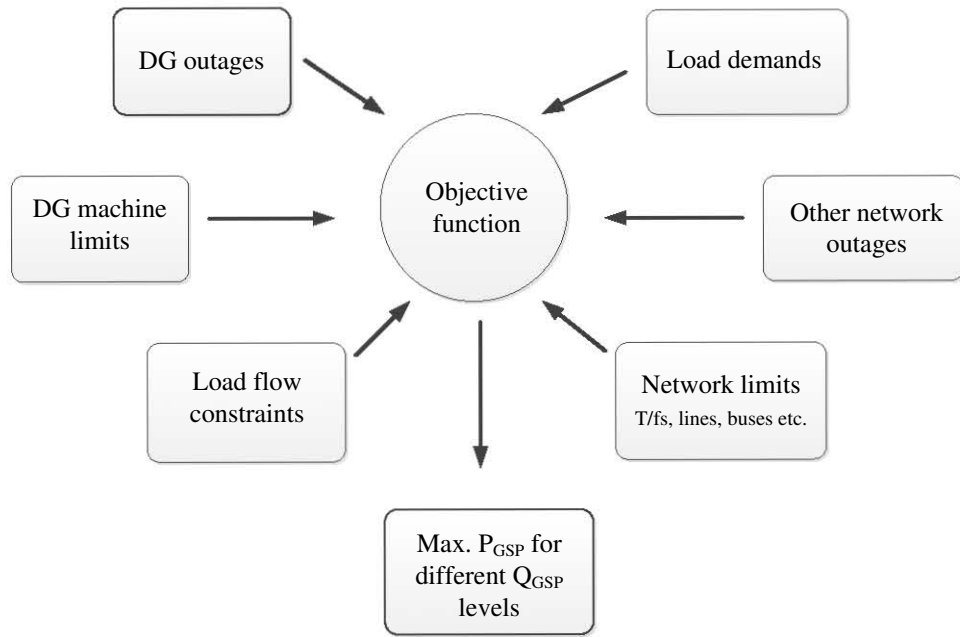 DG outages
Load demands
DG machine
limits
Objective
function
Other network
outages
Load flow
constraints
Network limits
T/fs, lines, buses etc.
Max. PGSP for
different QGSP
levels